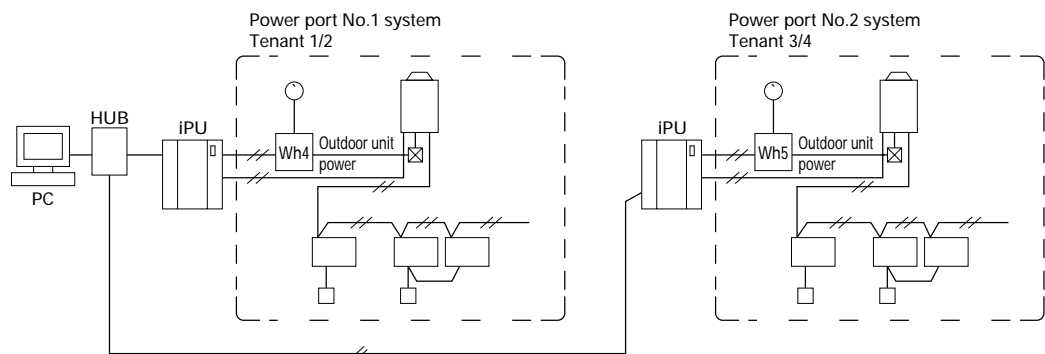 Power port No.1 system
Tenant 1/2
Power port No.2 system
Tenant 3/4
HUB
iPU
Wh4
Outdoor unit
power
PC
iPU
Wh5
Outdoor unit
power